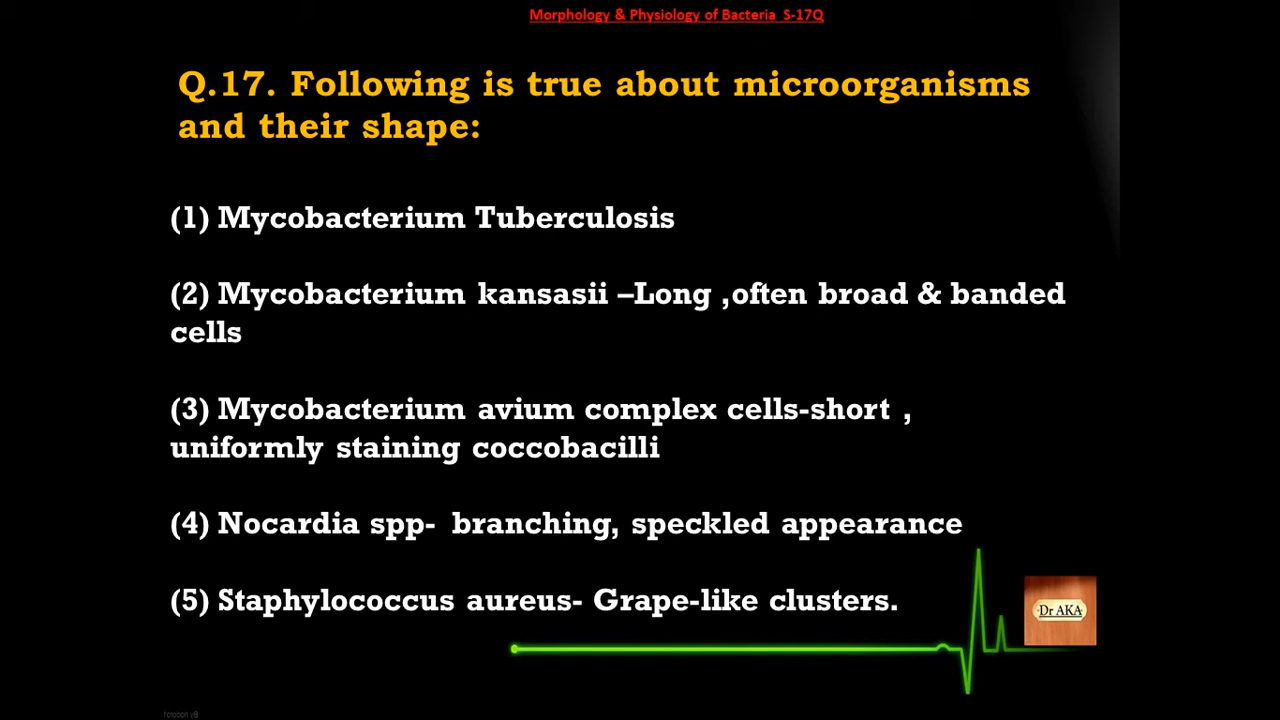 Morphology & Physiology of Bacteria S-17Q
Q.17. Following is true about microorganisms
and their shape:
(1) Mycobacterium Tuberculosis
(2) Mycobacterium kansasii –Long ,often broad & banded
cells
(3) Mycobacterium avium complex cells-short ,
uniformly staining coccobacilli
(4) Nocardia spp- branching, speckled appearance
(5) Staphylococcus aureus- Grape-like clusters.
Dr AKA